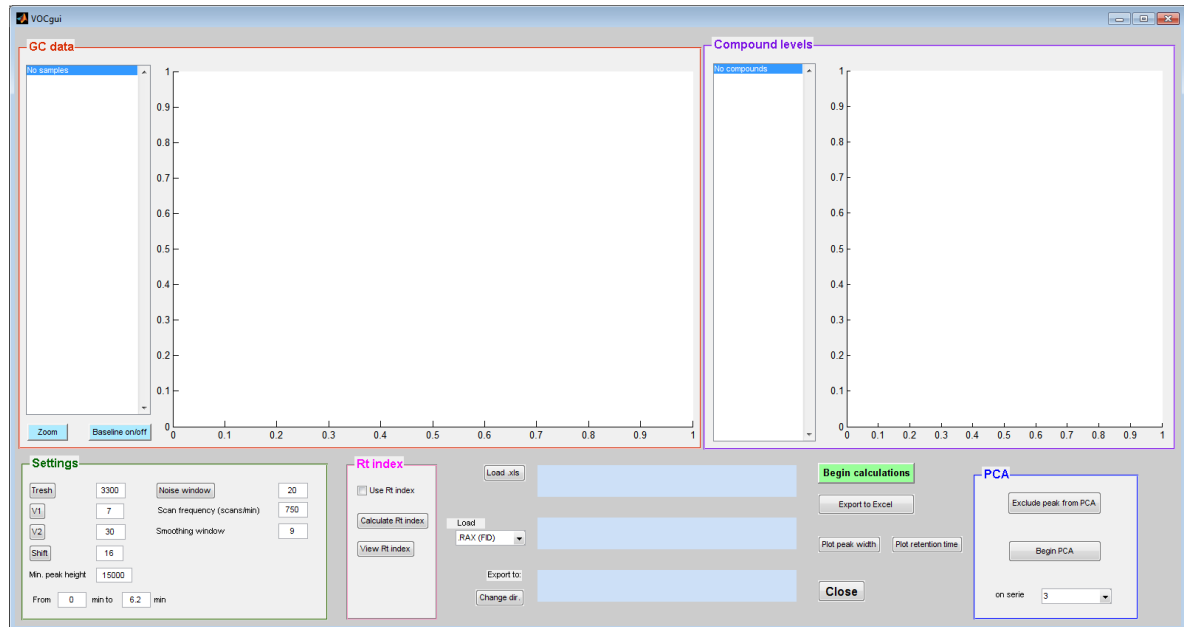 VOCgui
GC data
No samples
1
0.9
0.8
0.7
0.6
0.5
0.4
0.3
0.2
0.1
0
0 0.1 0.2 0.3 0.4 0.5 0.6 0.7 0.8 0.9 1
Zoom Baseline on/off
Compound levels
No compounds
1
0.9
0.8
0.7
0.6
0.5
0.4
0.3
0.2
0.1
0
0 0.1 0.2 0.3 0.4 0.5 0.6 0.7 0.8 0.9 1
Settings
Tresh 3300 Noise window 20
V1 7 Scan frequency (scans/min) 750
V2 30 Smoothing window 9
Shift 16
Min. peak height 15000
From 0 min to 6.2 min
Rt index
Use Rt index
Calculate Rt index
View Rt index
Load .xls
Load
.RAX (FID)
Export to:
Change dir.
Begin calculations
Export to Excel
Plot peak width Plot retention time
Close
PCA
Exclude peak from PCA
Begin PCA
on serie 3